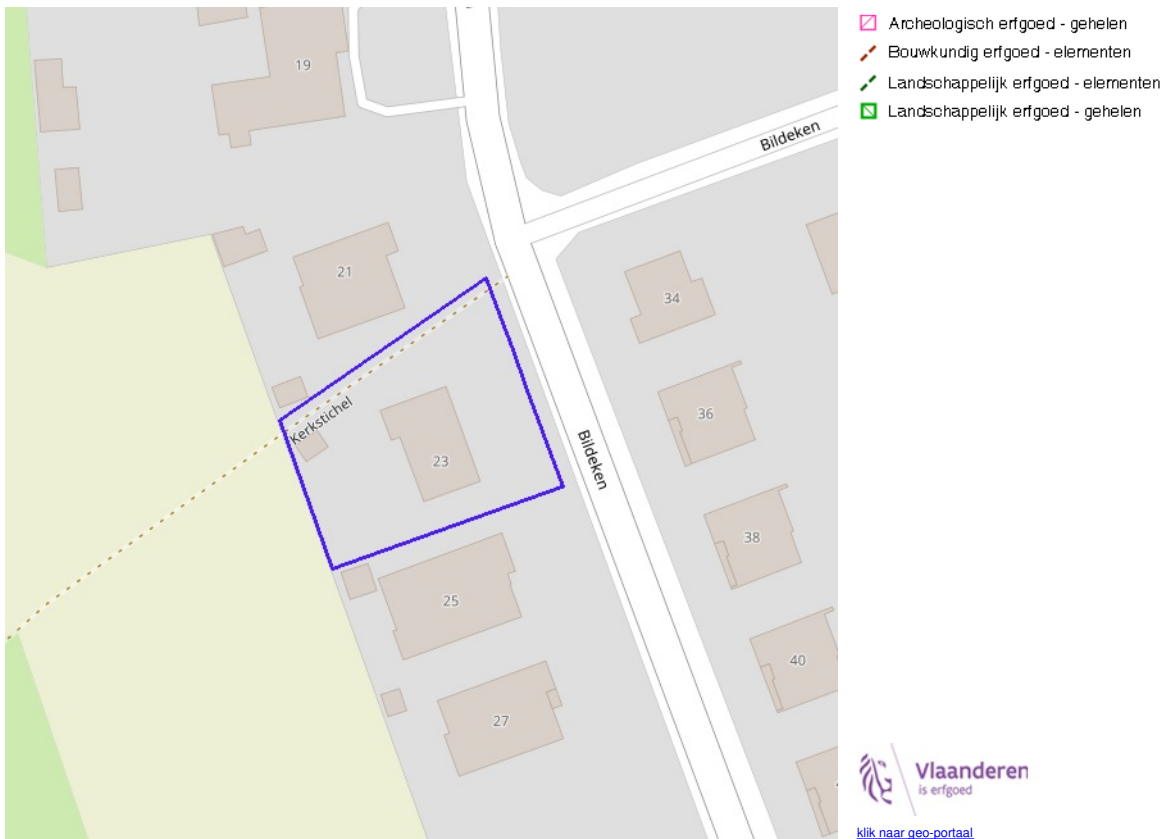 Archeologisch erfgoed - gehelen
Bouwkundig erfgoed - elementen
Landschappelijk erfgoed - elementen
Landschappelijk erfgoed - gehelen
19
Bildeken
21
34
Kerkstichel
36
23
Bildeken
38
25
40
27
Vlaanderen
is erfgoed
klik naar geo-portaal